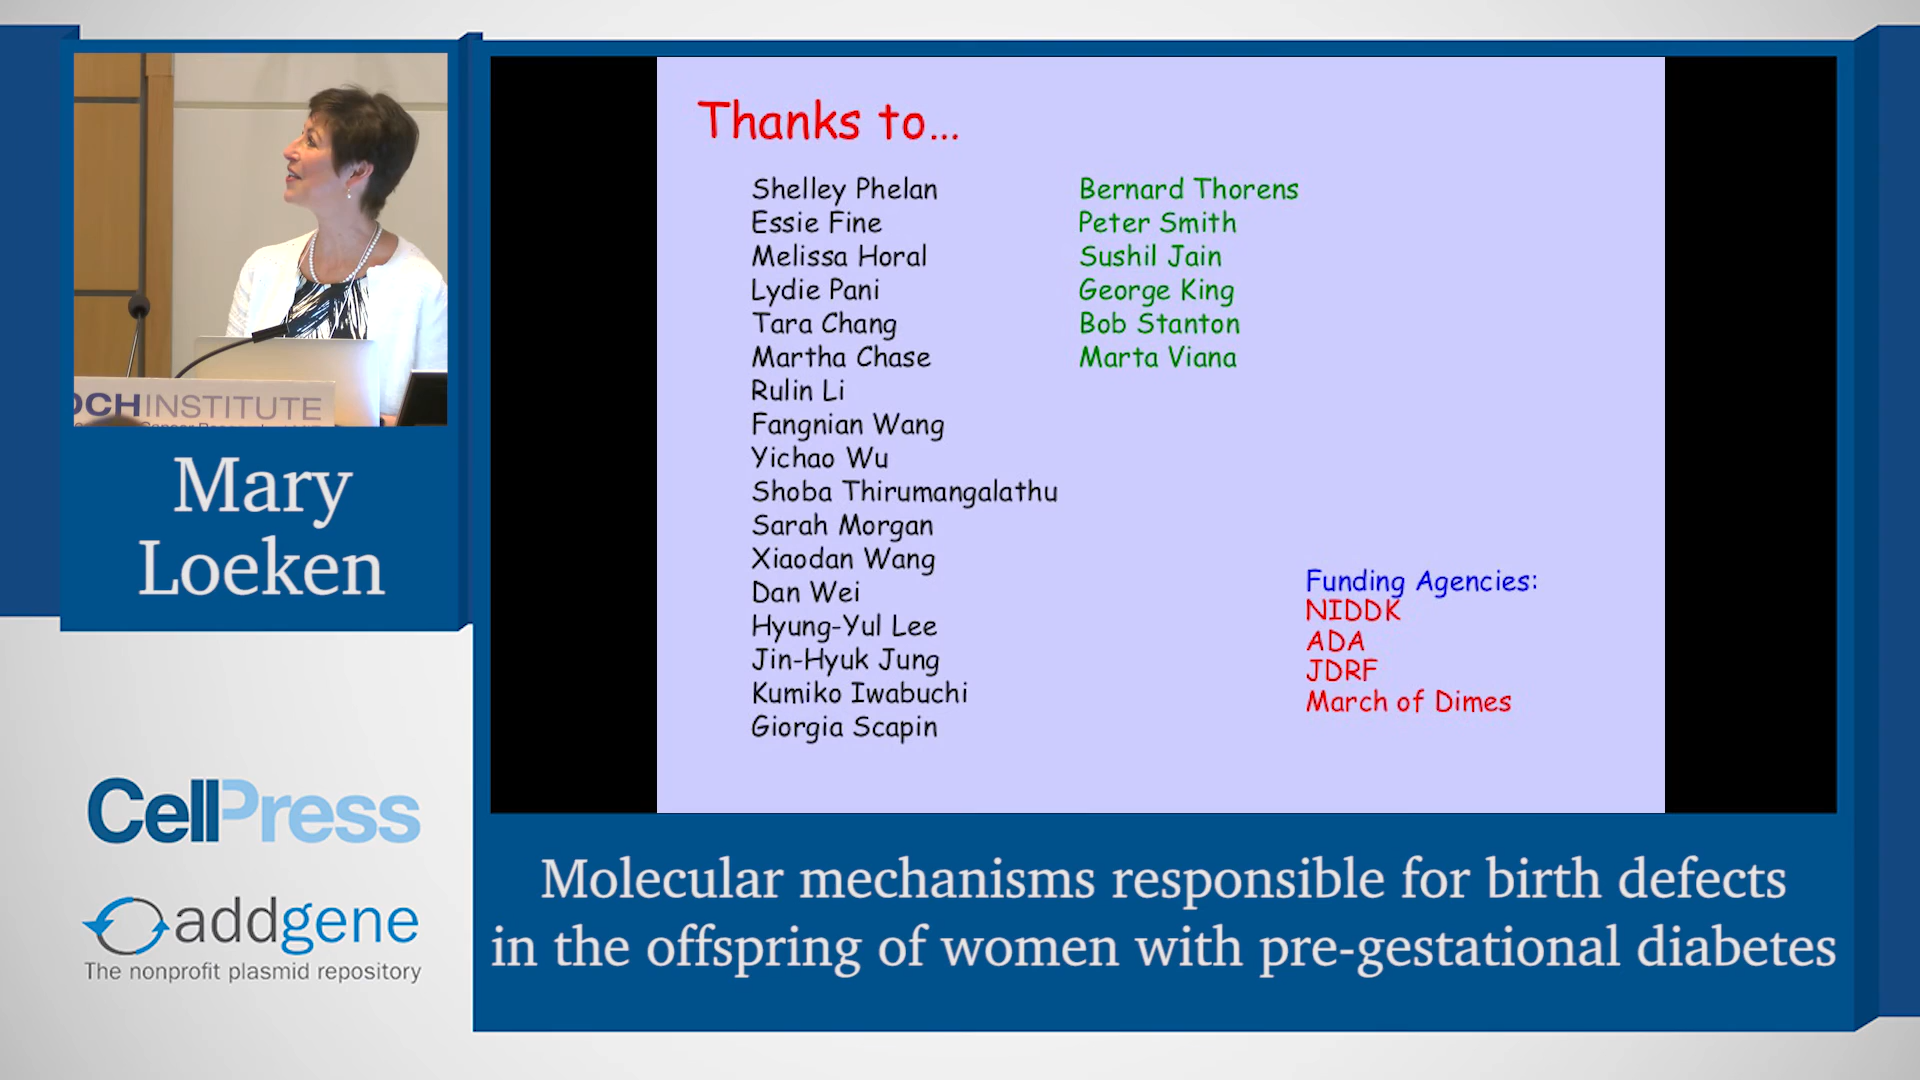 OCHINSTITUTE
Mary
Loeken
CellPress
addgene
The nonprofit plasmid repository
Thanks to...
Shelley Phelan
Essie Fine
Melissa Horal
Lydie Pani
Tara Chang
Martha Chase
Rulin Li
Fangnian Wang
Yichao Wu
Shoba Thirumangalathu
Sarah Morgan
Xiaodan Wang
Dan Wei
Hyung-Yul Lee
Jin-Hyuk Jung
Kumiko Iwabuchi
Giorgia Scapin
Bernard Thorens
Peter Smith
Sushil Jain
George King
Bob Stanton
Marta Viana
Funding Agencies:
NIDDK
ADA
JDRF
March of Dimes
Molecular mechanisms responsible for birth defects
in the offspring of women with pre-gestational diabetes